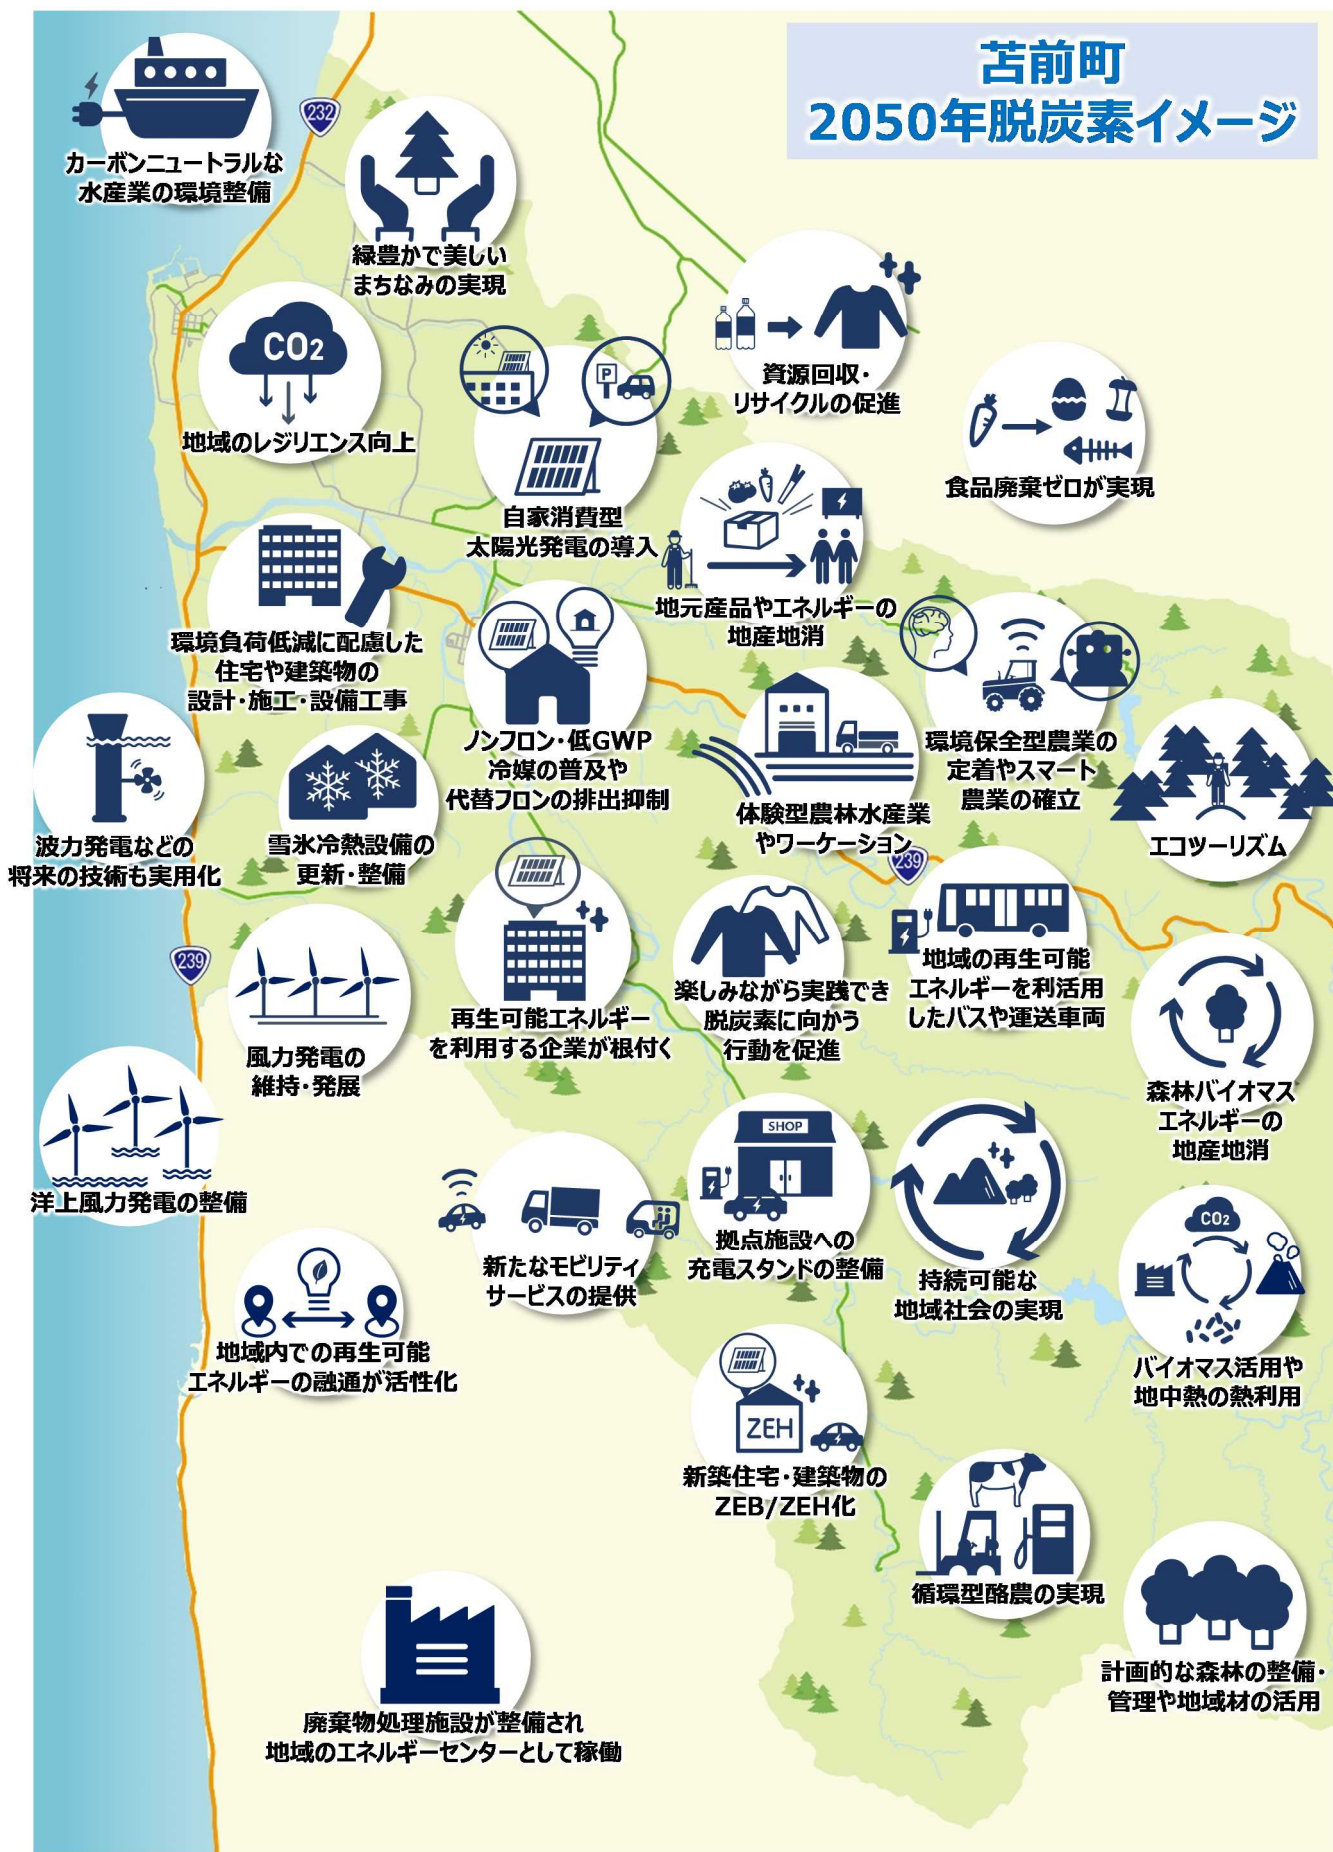 苫前町
2050年脱炭素イメージ
カーボンニュートラルな
水産業の環境整備
232
緑豊かで美しい
まちなみの実現
CO2
地域のレジリエンス向上
P
自家消費型
太陽光発電の導入
資源回収・
リサイクルの促進
食品廃棄ゼロが実現
地元産品やエネルギーの
地産地消
環境負荷低減に配慮した
住宅や建築物の
設計・施工・設備工事
ノンフロン・低GWP
冷媒の普及や
代替フロンの排出抑制
体験型農林水産業
やワーケーション
環境保全型農業の
定着やスマート
農業の確立
エコツーリズム
波力発電などの
将来の技術も実用化
雪氷冷熱設備の
更新・整備
239
239
風力発電の
維持・発展
再生可能エネルギー
を利用する企業が根付く
楽しみながら実践でき
脱炭素に向かう
行動を促進
地域の再生可能
エネルギーを利活用
したバスや運送車両
森林バイオマス
エネルギーの
地産地消
洋上風力発電の整備
新たなモビリティ
サービスの提供
SHOP
拠点施設への
充電スタンドの整備
持続可能な
地域社会の実現
CO2
バイオマス活用や
地中熱の熱利用
地域内での再生可能
エネルギーの融通が活性化
ZEH
新築住宅・建築物の
ZEB/ZEH化
循環型酪農の実現
計画的な森林の整備・
管理や地域材の活用
廃棄物処理施設が整備され
地域のエネルギーセンターとして稼働